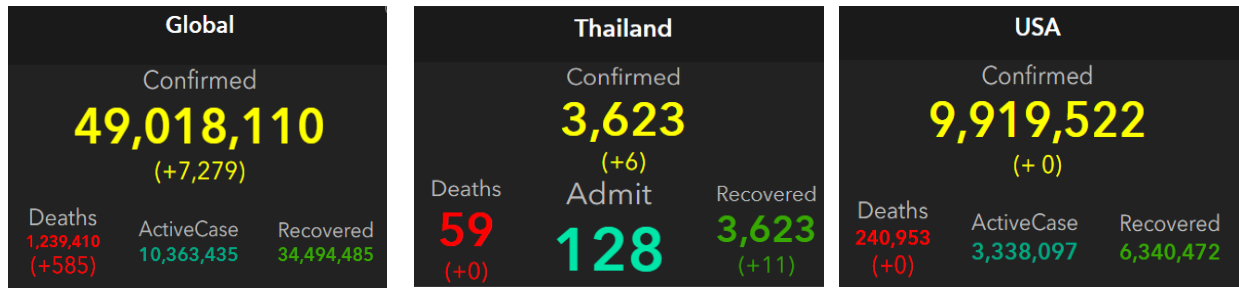 Global
Confirmed
49,018,110
(+7,279)
Deaths
1,239,410
(+585)
ActiveCase
10,363,435
Recovered
34,494,485
Thailand
Confirmed
3,623
(+6)
Deaths
59
(+0)
Admit
128
Recovered
3,623
(+11)
USA
Confirmed
9,919,522
(+ 0)
Deaths
240,953
(+0)
ActiveCase
3,338,097
Recovered
6,340,472